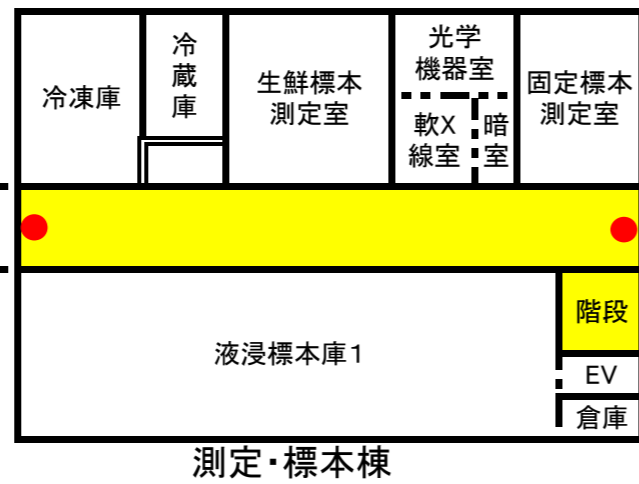 冷凍庫
冷
蔵
庫
生鮮標本
測定室
光学
機器室
軟X
線室
暗
室
固定標本
測定室
液浸標本庫1
階段
EV
倉庫
測定・標本棟